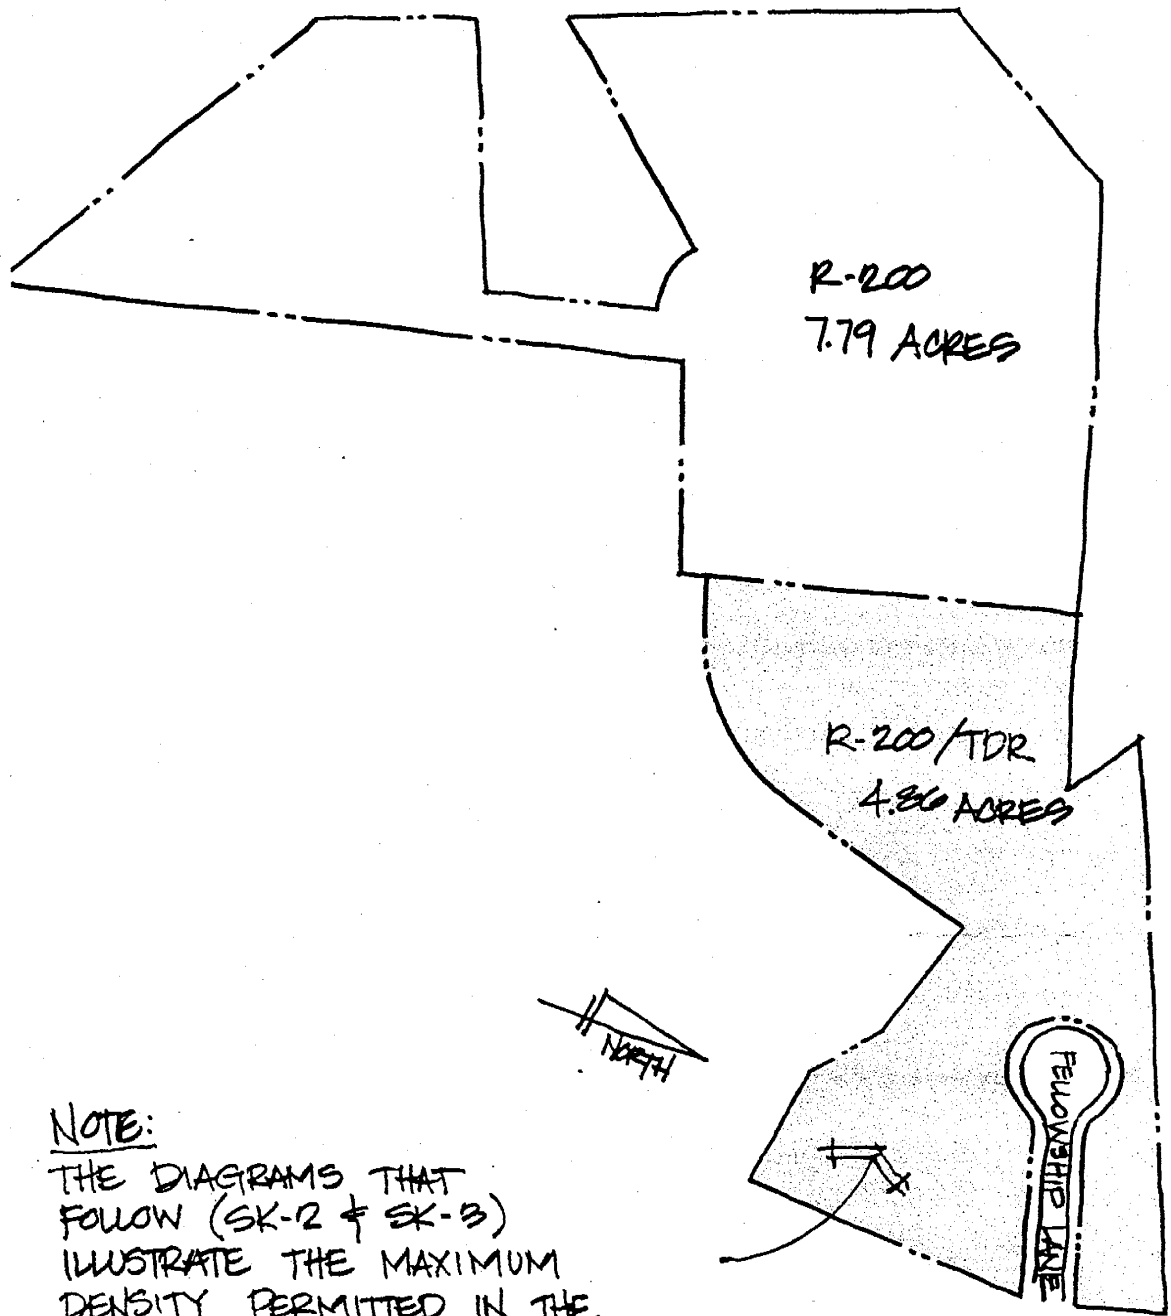 R-200
7.79 ACRES
R-200/TDR
4.86 ACRES
NORTH
FELLOWSHIP LANE
NOTE:
THE DIAGRAMS THAT
FOLLOW (SK-2 & SK-3)
ILLUSTRATE THE MAXIMUM
DENSITY PERMITTED IN THE